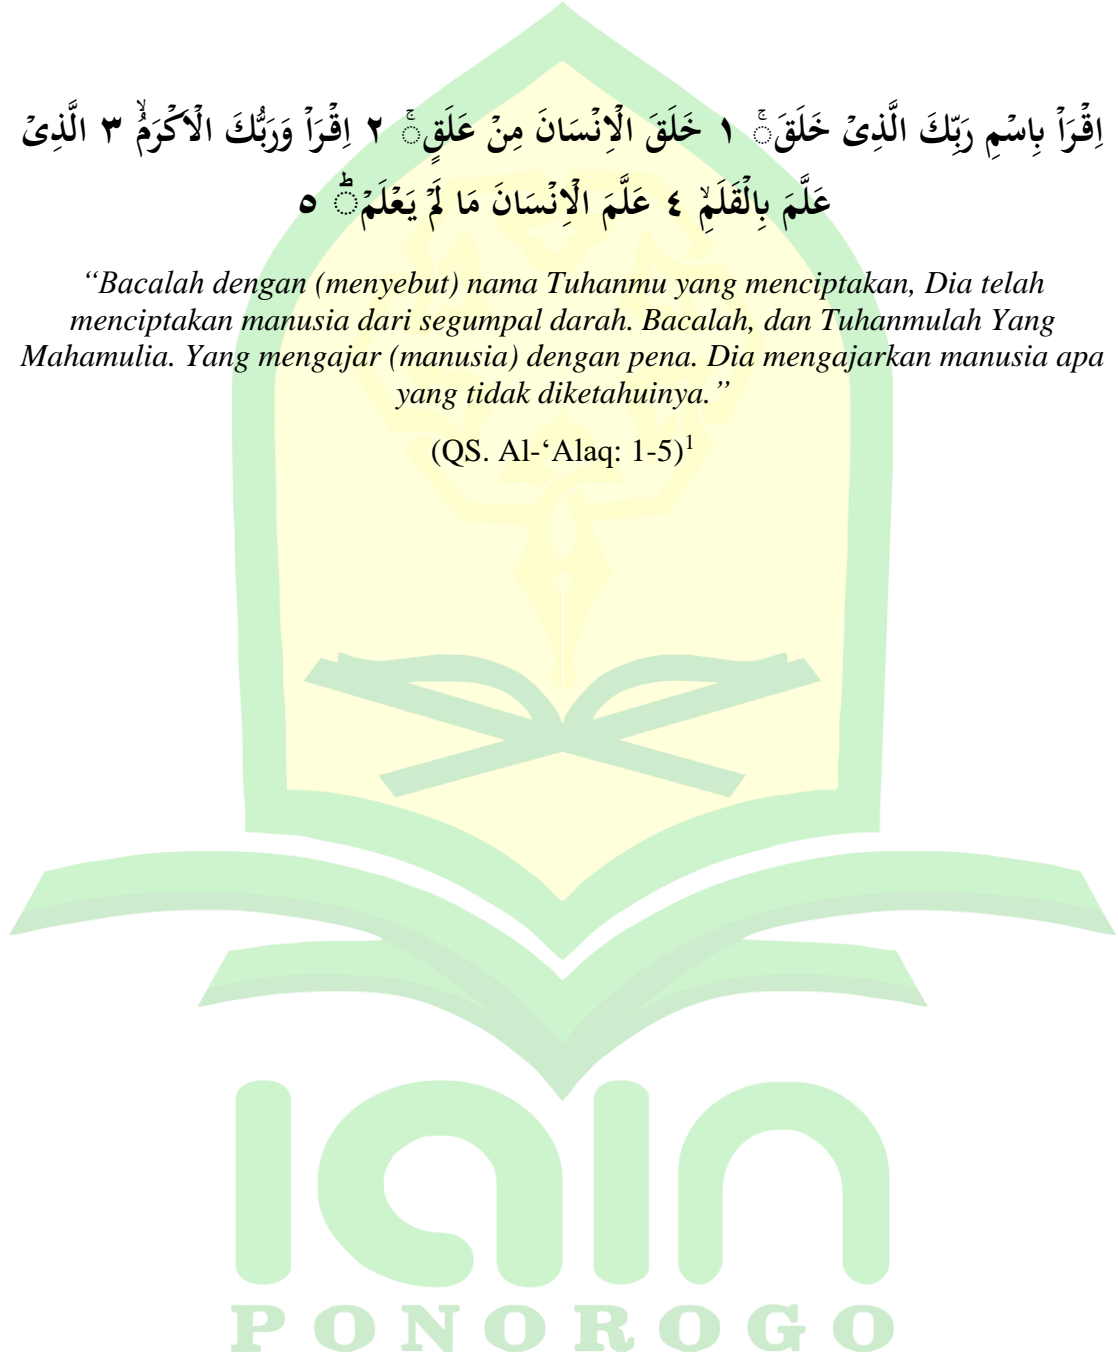 اِقْرَأْ بِاسْمِ رَبِّكَ الَّذِيْ خَلَقَۚ ١ خَلَقَ الْاِنْسَانَ مِنْ عَلَقٍۚ ٢ اِقْرَأْ وَرَبُّكَ الْاَكْرَمُۙ ٣ الَّذِيْ
عَلَّمَ بِالْقَلَمِۙ ٤ عَلَّمَ الْاِنْسَانَ مَا لَمْ يَعْلَمْۗ ٥
“Bacalah dengan (menyebut) nama Tuhanmu yang menciptakan, Dia telah
menciptakan manusia dari segumpal darah. Bacalah, dan Tuhanmulah Yang
Mahamulia. Yang mengajar (manusia) dengan pena. Dia mengajarkan manusia apa
yang tidak diketahuinya.”
(QS. Al-‘Alaq: 1-5)1
iain
PONOROGO